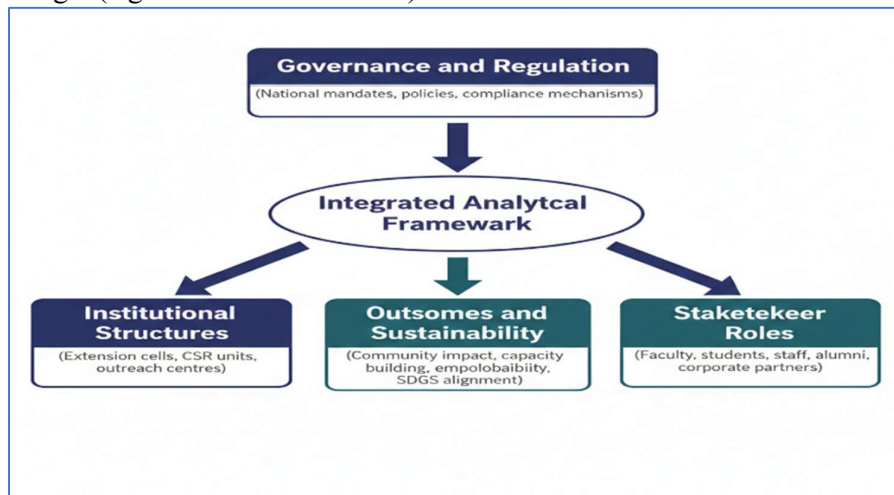 Governance and Regulation
(National mandates, policies, compliance mechanisms)
Integrated Analytcal
Framewark
Institutional
Structures
(Extension cells, CSR units,
outreach centres)
Outsomes and
Sustainability
(Community impact, capacity
building, empolobaibiity,
SDGS alignment)
Staketekeer
Roles
(Faculty, students, staff, alumni,
corporate partners)